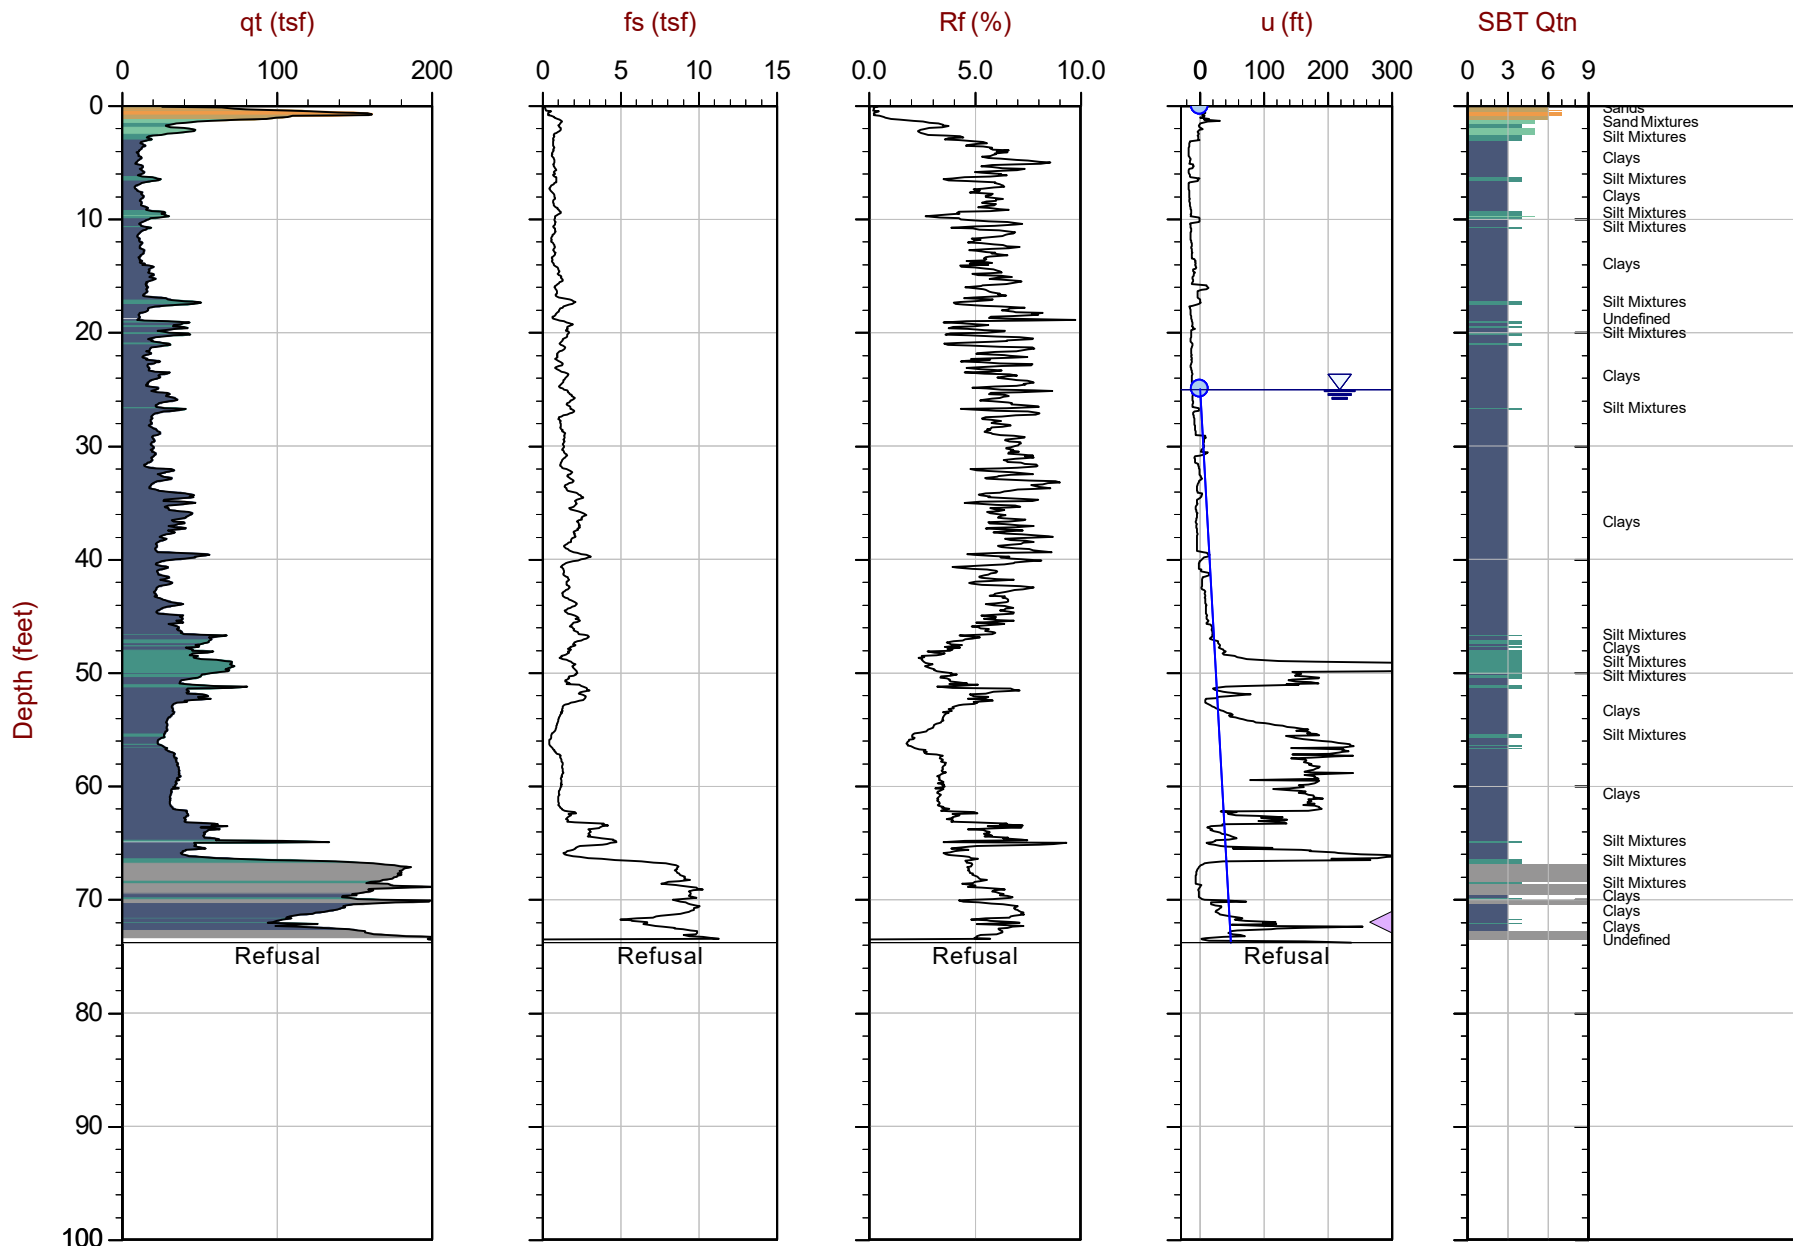 qt (tsf) fs (tsf) Rf (%) u (ft) SBT Qtn
0 100 200 0 5 10 15 0.0 5.0 10.0 0 100 200 300 0 3 6 9
0
Sands
Sand Mixtures
Silt Mixtures
Clays
Silt Mixtures
Clays
Silt Mixtures
10
Silt Mixtures
Clays
Silt Mixtures
Undefined
20
Silt Mixtures
Clays
Silt Mixtures
30
Clays
40
Silt Mixtures
Clays
Silt Mixtures
50
Silt Mixtures
Clays
Silt Mixtures
Depth (feet)
60
Clays
Silt Mixtures
Silt Mixtures
Silt Mixtures
70
Clays
Clays
Clays
Undefined
Refusal Refusal Refusal Refusal
80
90
100